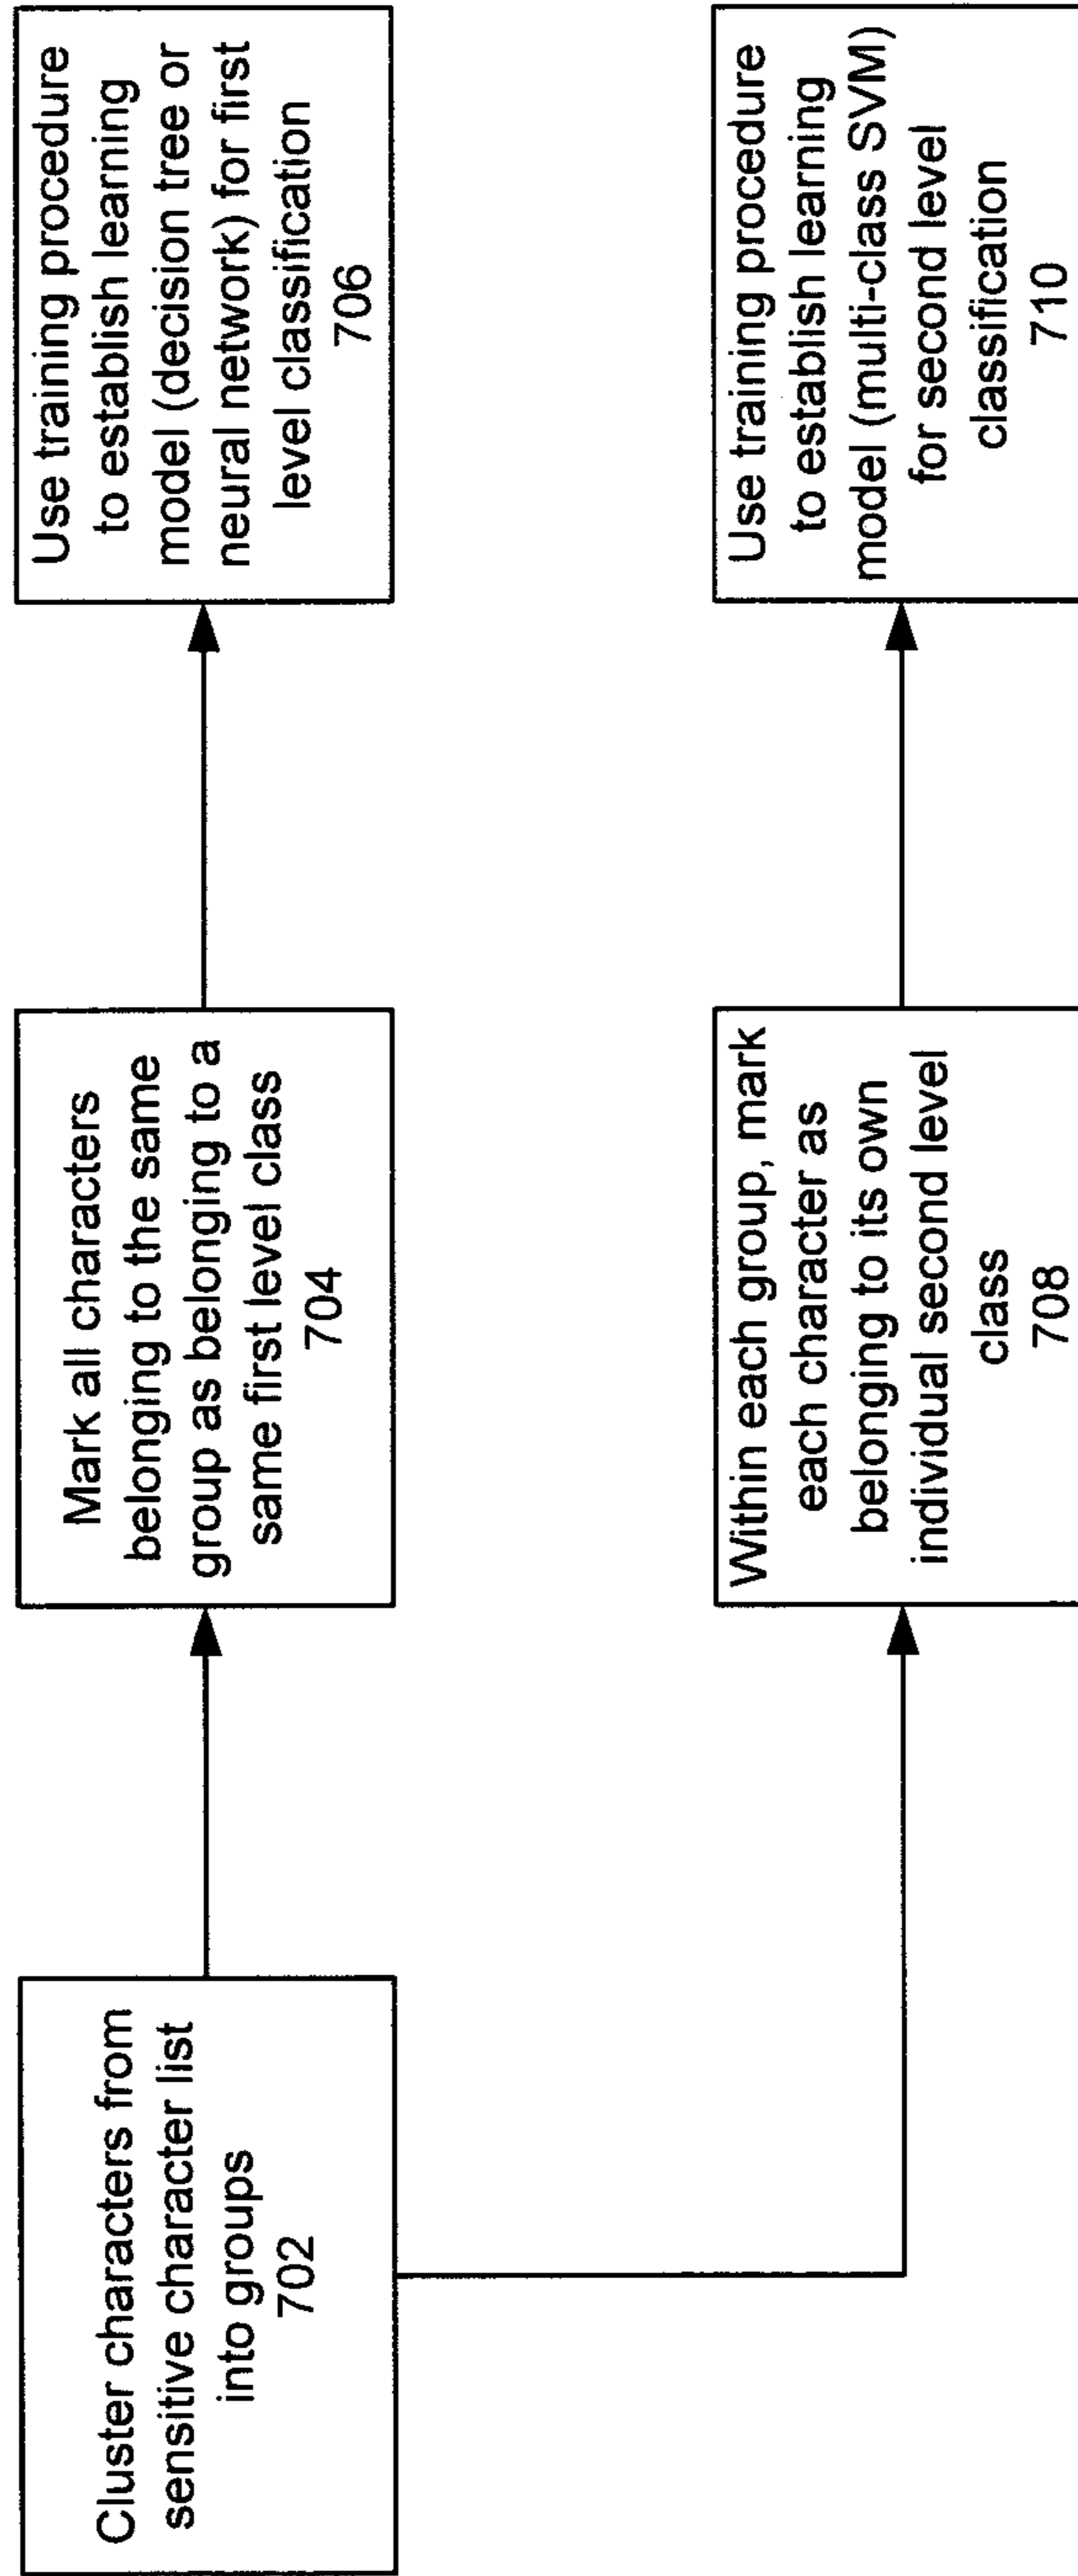 Cluster characters from
sensitive character list
into groups
702
Mark all characters
belonging to the same
group as belonging to a
same first level class
704
Use training procedure
to establish learning
model (decision tree or
neural network) for first
level classification
706
Within each group, mark
each character as
belonging to its own
individual second level
class
708
Use training procedure
to establish learning
model (multi-class SVM)
for second level
classification
710